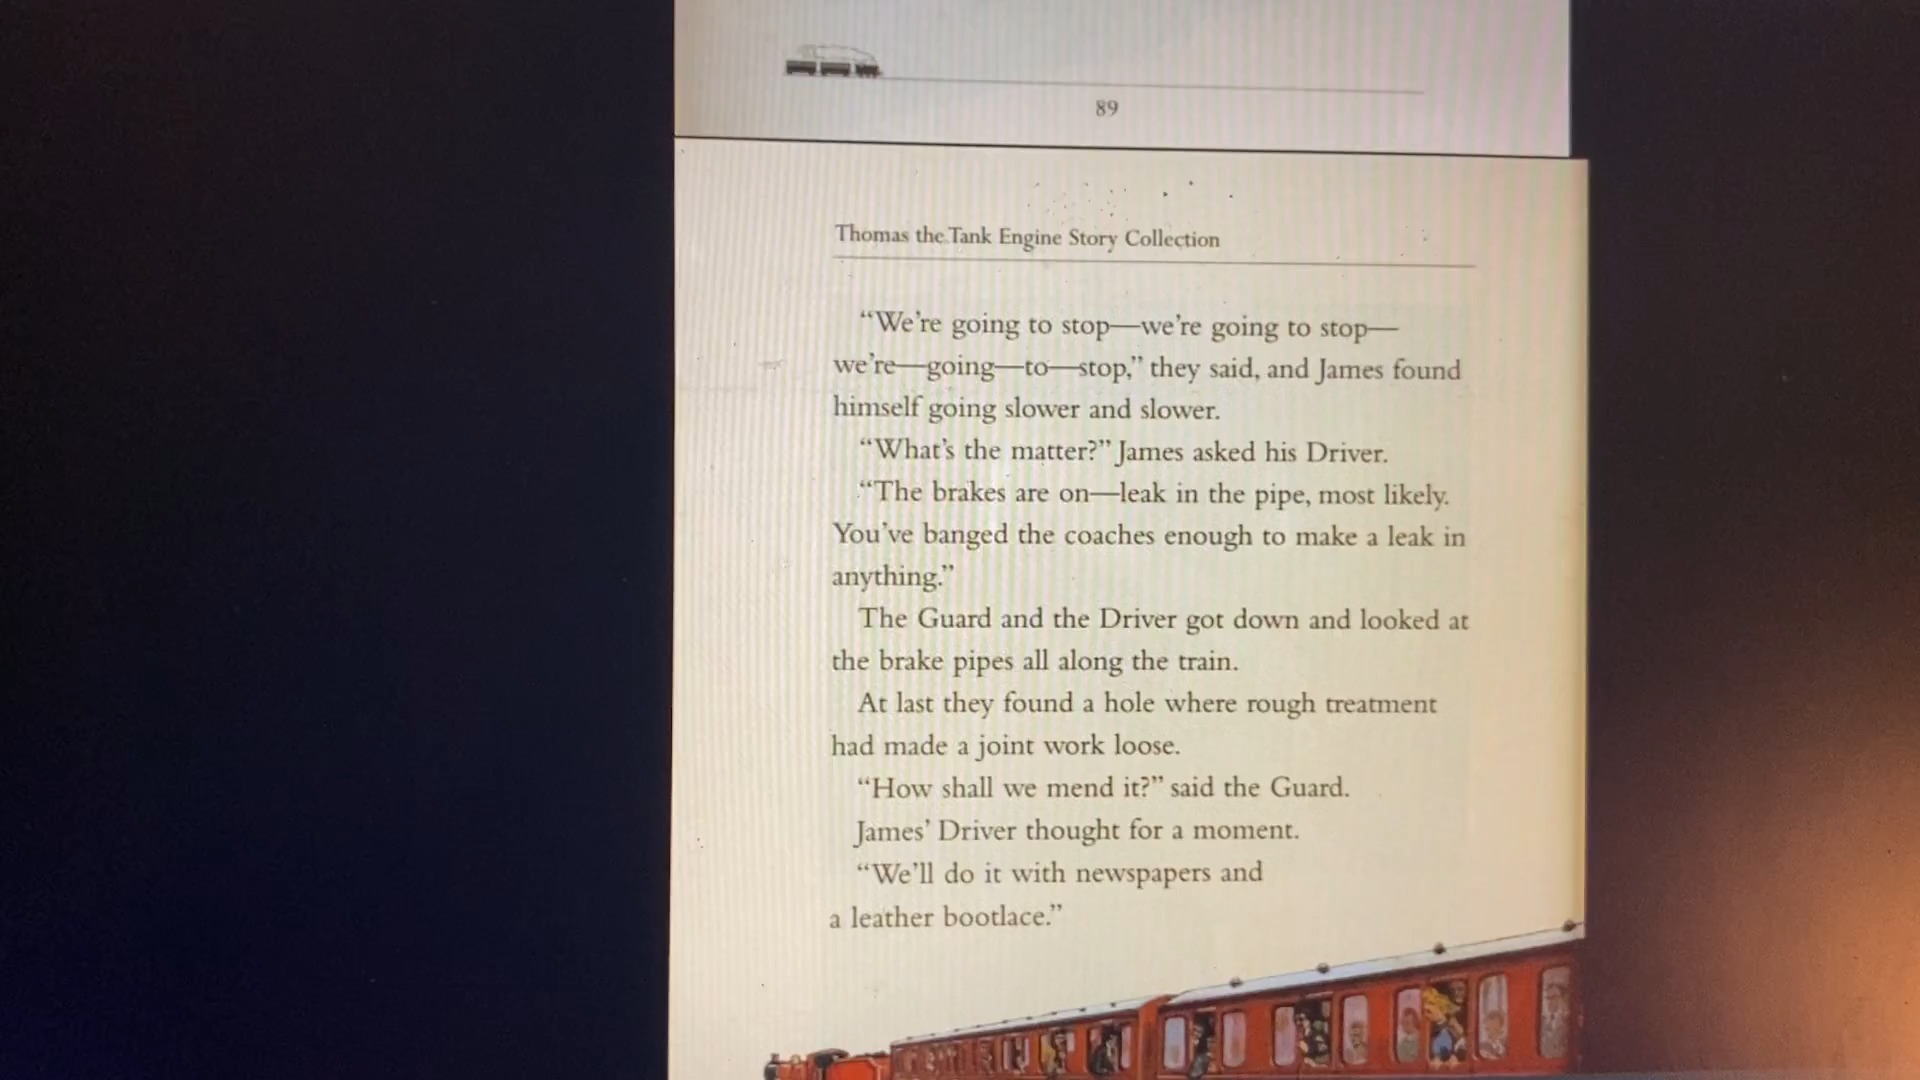 89
Thomas the Tank Engine Story Collection
“We’re going to stop—we’re going to stop—
we’re—going—to—stop,” they said, and James found
himself going slower and slower.
“What’s the matter?” James asked his Driver.
“The brakes are on—leak in the pipe, most likely.
You’ve banged the coaches enough to make a leak in
anything.”
The Guard and the Driver got down and looked at
the brake pipes all along the train.
At last they found a hole where rough treatment
had made a joint work loose.
“How shall we mend it?” said the Guard.
James’ Driver thought for a moment.
“We’ll do it with newspapers and
a leather bootlace.”